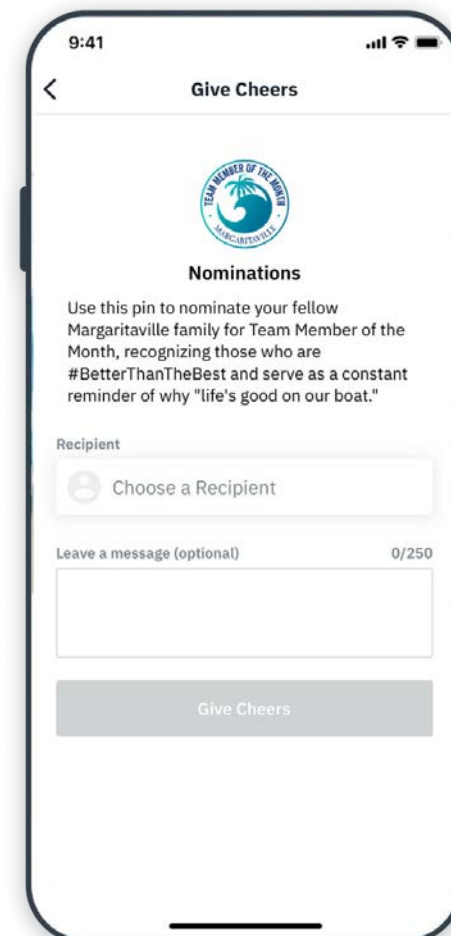 9:41
Give Cheers
TEAM MEMBER OF THE MONTH
MARGARITAVILLE
Nominations
Use this pin to nominate your fellow
Margaritaville family for Team Member of the
Month, recognizing those who are
#BetterThanTheBest and serve as a constant
reminder of why "life's good on our boat."
Recipient
Choose a Recipient
Leave a message (optional) 0/250
Give Cheers